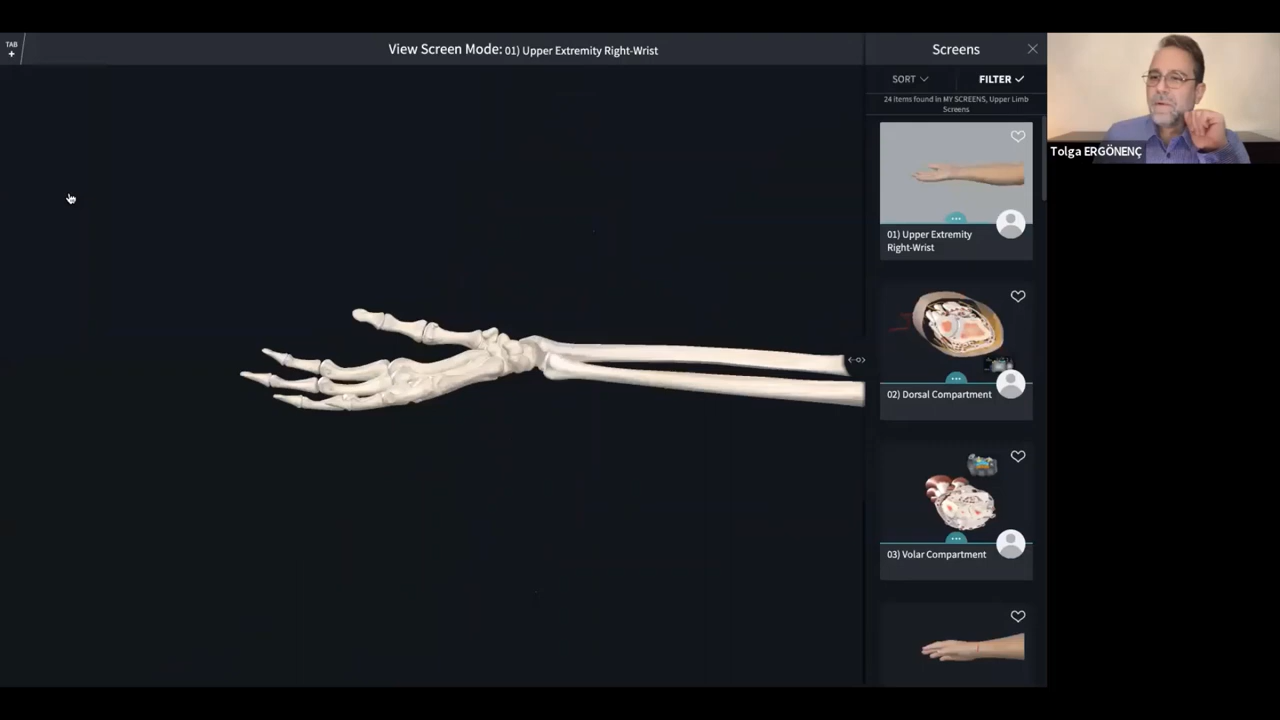 TAB
+
View Screen Mode: 01) Upper Extremity Right-Wrist
Screens
SORT
FILTER
24 items found in MY SCREENS, Upper Limb
Screens
01) Upper Extremity
Right-Wrist
02) Dorsal Compartment
03) Volar Compartment
Tolga ERGÖNENÇ